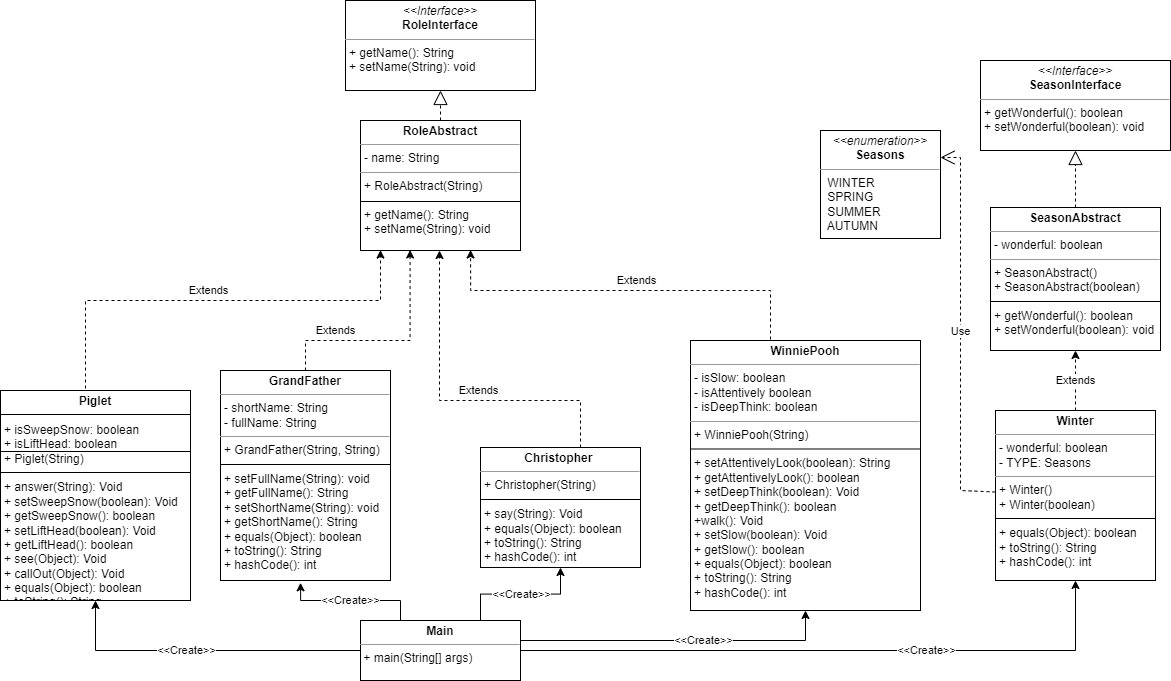 <<Interface>>
RoleInterface
+ getName(): String
+ setName(String): void
<<Interface>>
SeasonInterface
+ getWonderful(): boolean
+ setWonderful(boolean): void
RoleAbstract
- name: String
+ RoleAbstract(String)
+ getName(): String
+ setName(String): void
<<enumeration>>
Seasons
WINTER
SPRING
SUMMER
AUTUMN
SeasonAbstract
- wonderful: boolean
+ SeasonAbstract()
+ SeasonAbstract(boolean)
+ getWonderful(): boolean
+ setWonderful(boolean): void
Extends
Extends
Extends
Extends
Use
Extends
Piglet
+ isSweepSnow: boolean
+ isLiftHead: boolean
+ Piglet(String)
+ answer(String): Void
+ setSweepSnow(boolean): Void
+ getSweepSnow(): boolean
+ setLiftHead(boolean): Void
+ getLiftHead(): boolean
+ see(Object): Void
+ callOut(Object): Void
+ equals(Object): boolean
+ toString(): String
GrandFather
- shortName: String
- fullName: String
+ GrandFather(String, String)
+ setFullName(String): void
+ getFullName(): String
+ setShortName(String): void
+ getShortName(): String
+ equals(Object): boolean
+ toString(): String
+ hashCode(): int
Christopher
+ Christopher(String)
+ say(String): Void
+ equals(Object): boolean
+ toString(): String
+ hashCode(): int
WinniePooh
- isSlow: boolean
- isAttentively boolean
- isDeepThink: boolean
+ WinniePooh(String)
+ setAttentivelyLook(boolean): String
+ getAttentivelyLook(): boolean
+ setDeepThink(boolean): Void
+ getDeepThink(): boolean
+walk(): Void
+ setSlow(boolean): Void
+ getSlow(): boolean
+ equals(Object): boolean
+ toString(): String
+ hashCode(): int
Winter
- wonderful: boolean
- TYPE: Seasons
+ Winter()
+ Winter(boolean)
+ equals(Object): boolean
+ toString(): String
+ hashCode(): int
<<Create>>
<<Create>>
<<Create>>
<<Create>>
<<Create>>
Main
+ main(String[] args)